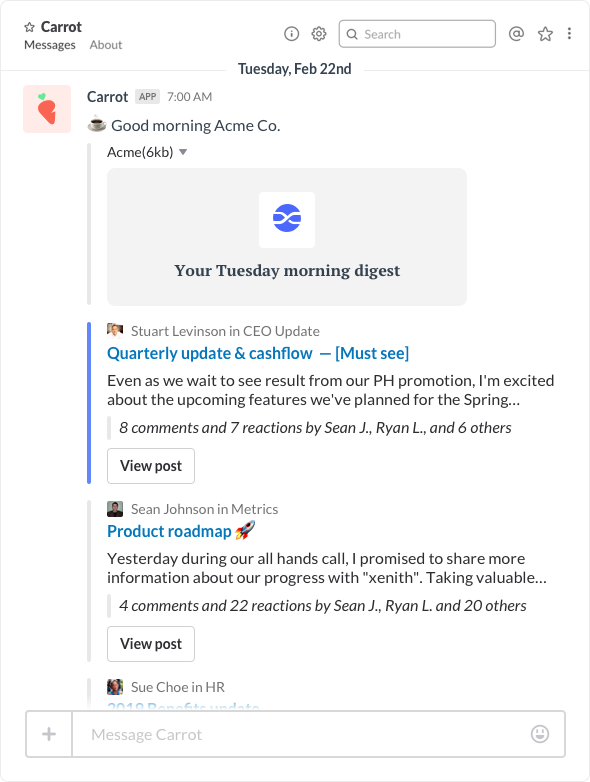 Carrot
Messages About
Search
Tuesday, Feb 22nd
Carrot APP 7:00 AM
Good morning Acme Co.
Acme(6kb)
Your Tuesday morning digest
Stuart Levinson in CEO Update
Quarterly update & cashflow — [Must see]
Even as we wait to see result from our PH promotion, I'm excited
about the upcoming features we've planned for the Spring...
8 comments and 7 reactions by Sean J., Ryan L., and 6 others
View post
Sean Johnson in Metrics
Product roadmap 🚀
Yesterday during our all hands call, I promised to share more
information about our progress with "xenith". Taking valuable...
4 comments and 22 reactions by Sean J., Ryan L. and 20 others
View post
Sue Choe in HR
2019 Benefits update
Message Carrot